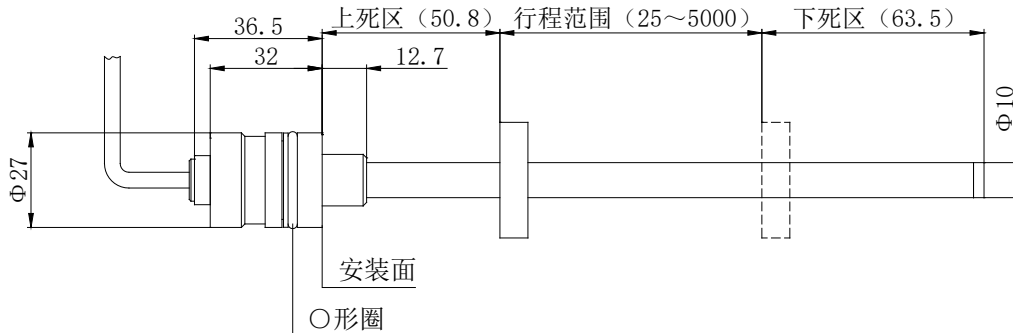 上死区（50.8）
行程范围（25～5000）
下死区（63.5）
36.5
32
12.7
Φ10
Φ27
安装面
○形圈